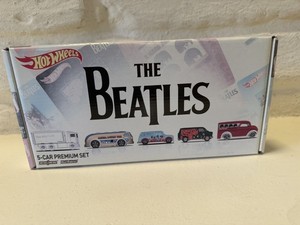 Hot Wheels
THE
BEATLES
5-CAR PREMIUM SET